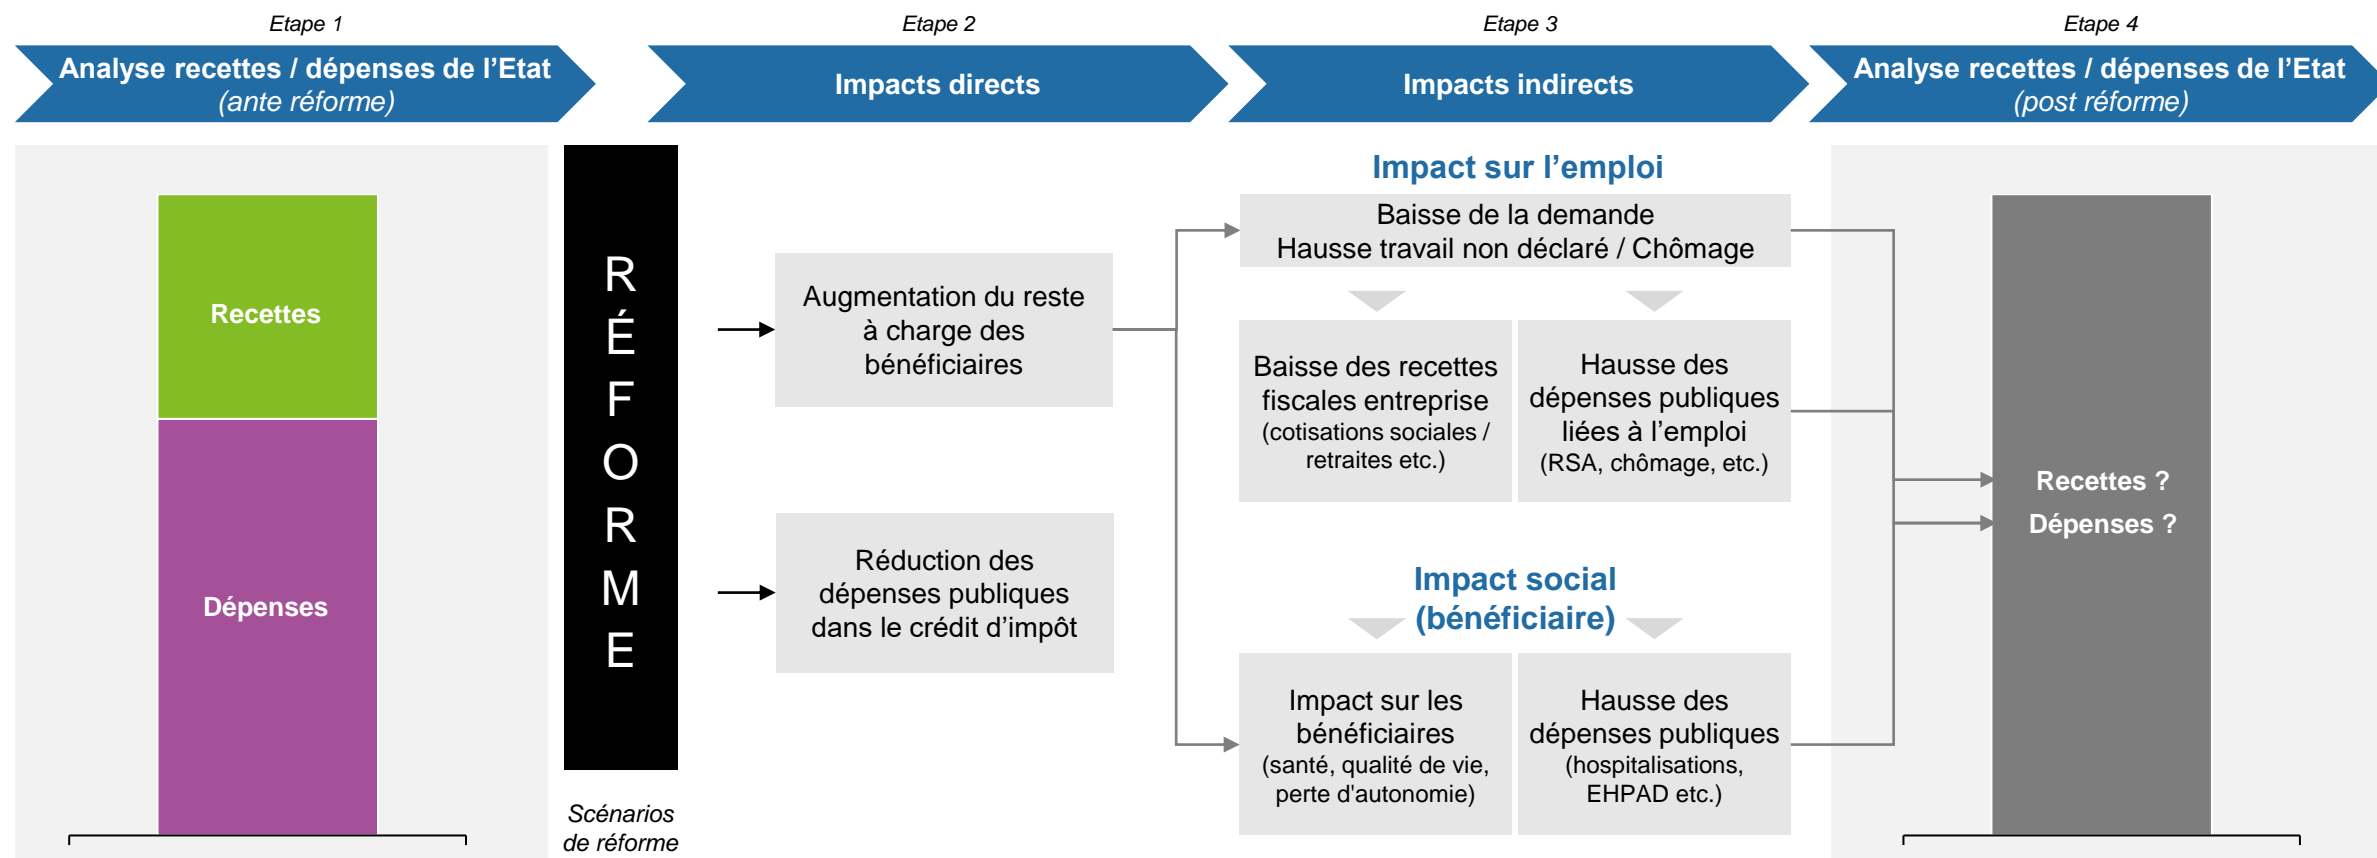 Etape 1
Analyse recettes / dépenses de l’Etat
(ante réforme)
Recettes
Dépenses
R
É
F
O
R
M
E
Scénarios
de réforme
Etape 2
Impacts directs
Augmentation du reste
à charge des
bénéficiaires
Réduction des
dépenses publiques
dans le crédit d’impôt
Etape 3
Impacts indirects
Impact sur l’emploi
Baisse de la demande
Hausse travail non déclaré / Chômage
Baisse des recettes
fiscales entreprise
(cotisations sociales /
retraites etc.)
Hausse des
dépenses publiques
liées à l’emploi
(RSA, chômage, etc.)
Impact social
(bénéficiaire)
Impact sur les
bénéficiaires
(santé, qualité de vie,
perte d'autonomie)
Hausse des
dépenses publiques
(hospitalisations,
EHPAD etc.)
Etape 4
Analyse recettes / dépenses de l’Etat
(post réforme)
Recettes ?
Dépenses ?